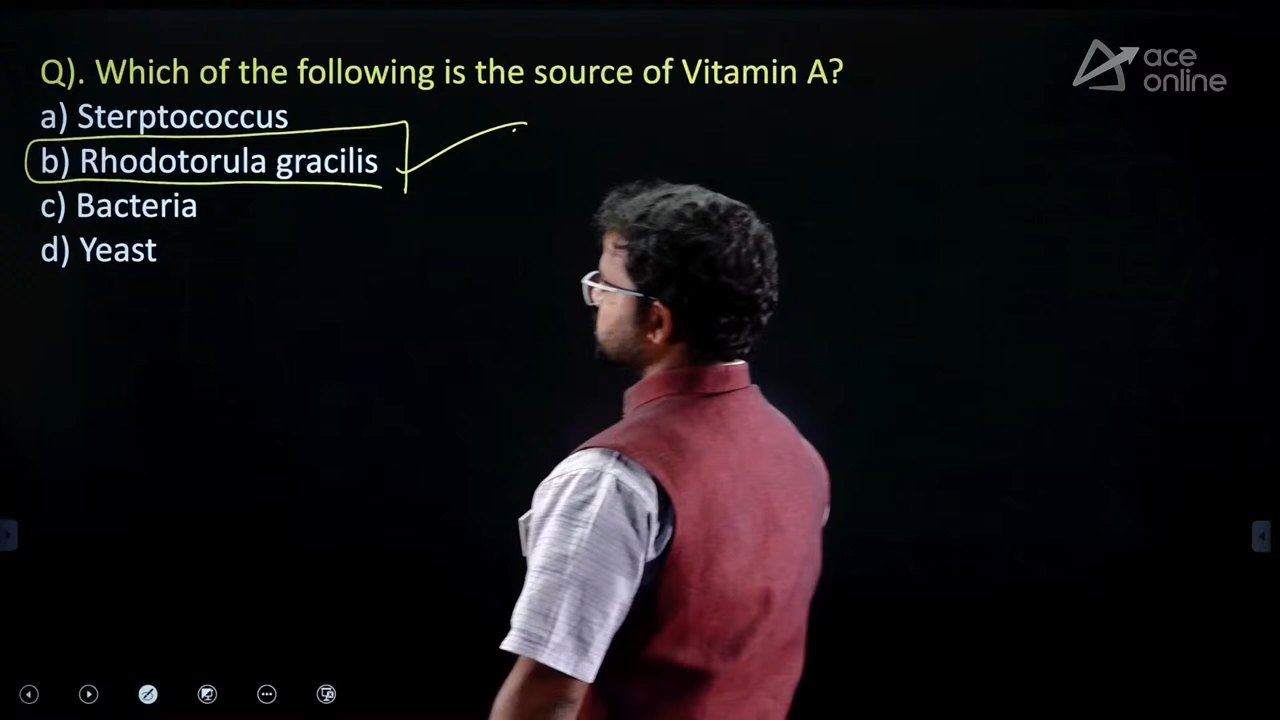 Q). Which of the following is the source of Vitamin A?
a) Sterptococcus
b) Rhodotorula gracilis
c) Bacteria
d) Yeast
ace
online